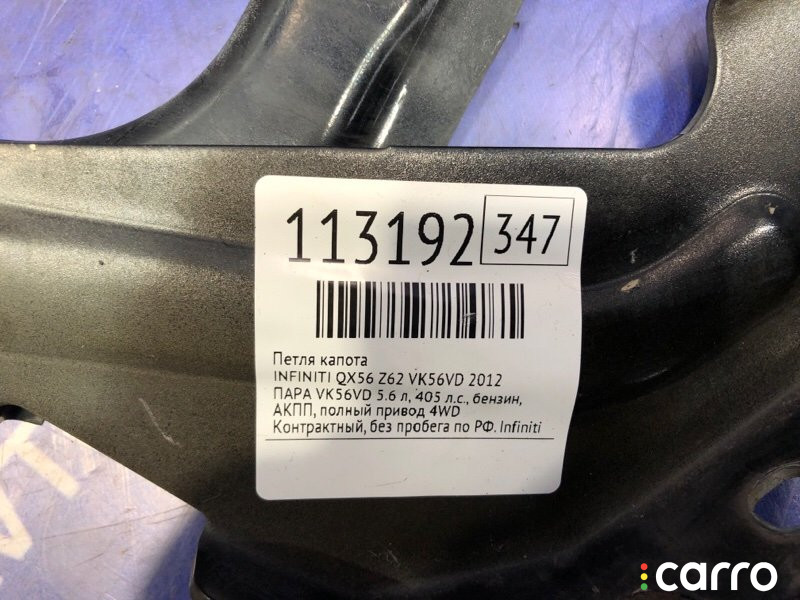 113192 347
Петля капота
INFINITI QX56 Z62 VK56VD 2012
ПАРА VK56VD 5.6 л, 405 л.с., бензин,
АКПП, полный привод 4WD
Контрактный, без пробега по РФ. Infiniti
carro